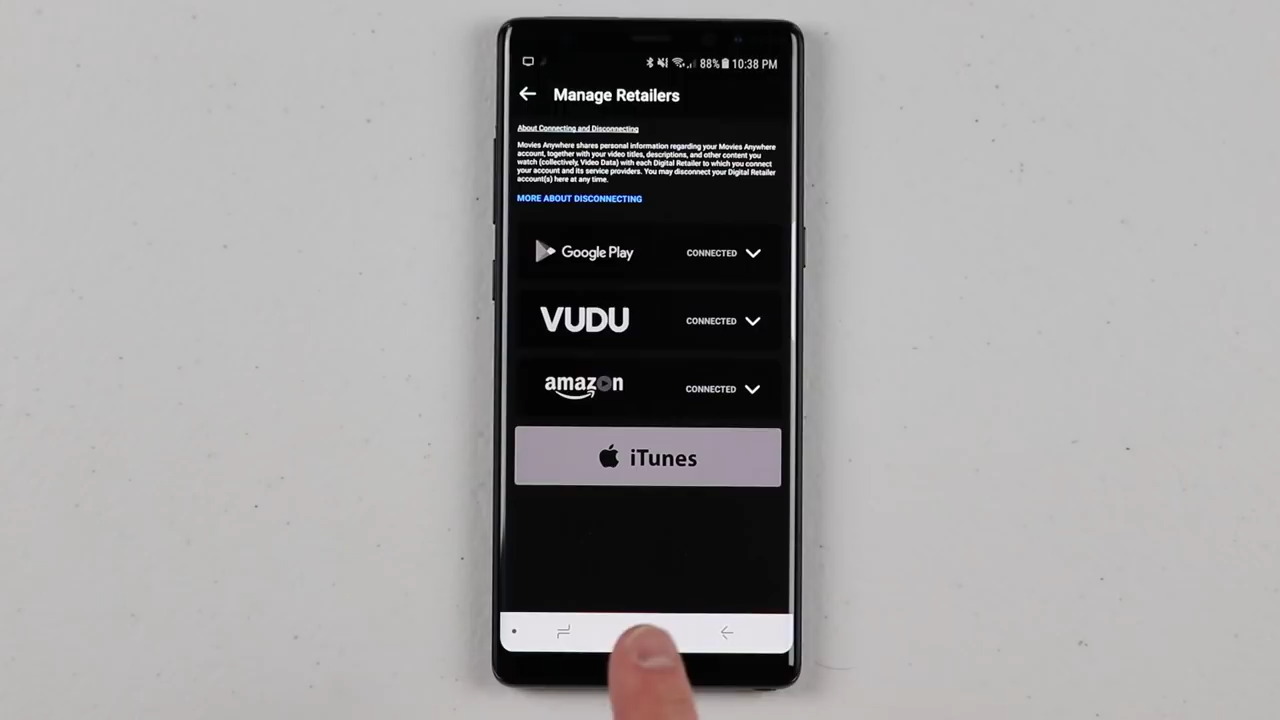 88% 10:38 PM
Manage Retailers
About Connecting and Disconnecting
Movies Anywhere shares personal information regarding your Movies Anywhere
account, together with your video titles, descriptions, and other content you
watch (collectively, Video Data) with each Digital Retailer to which you connect
your account and its service providers. You may disconnect your Digital Retailer
account(s) here at any time.
MORE ABOUT DISCONNECTING
Google Play CONNECTED
VUDU CONNECTED
amazon CONNECTED
iTunes